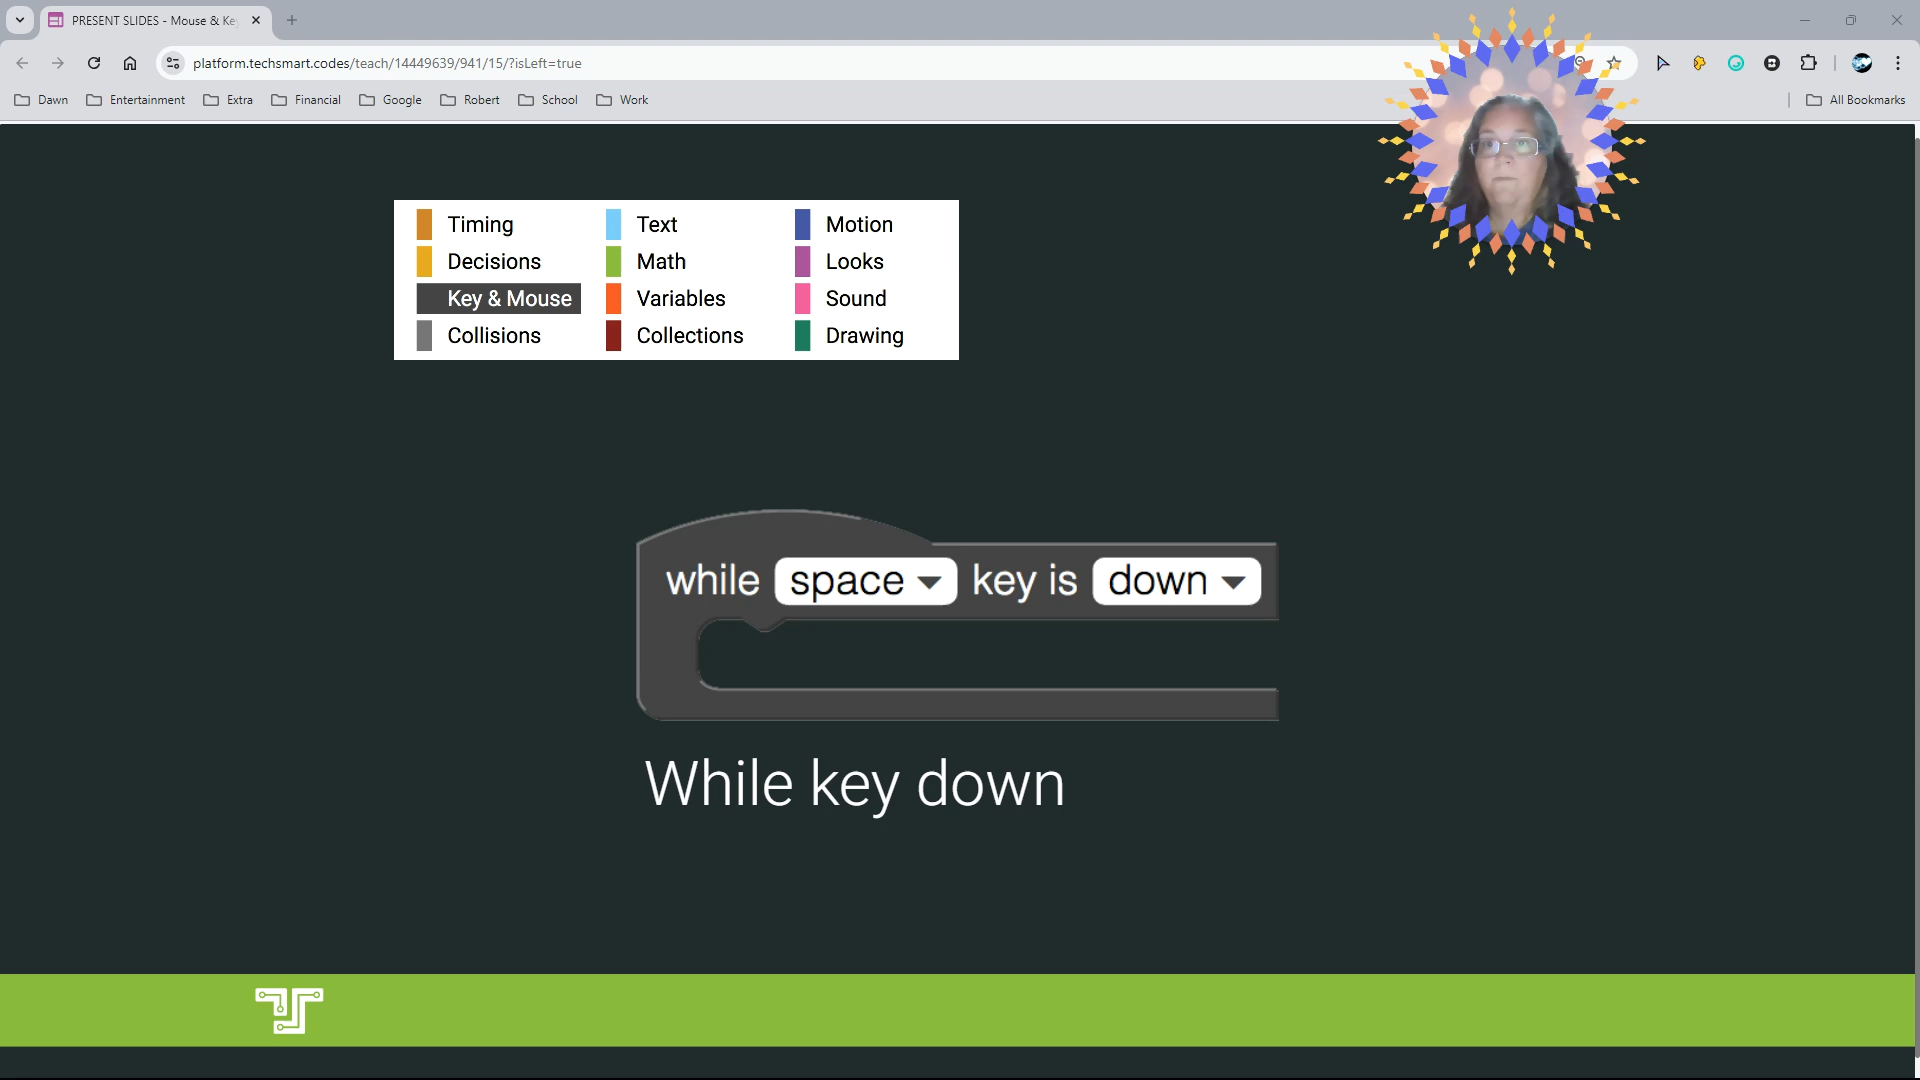 PRESENT SLIDES - Mouse & Ke
platform.techsmart.codes/teach/14449639/941/15/?isLeft=true
Dawn Entertainment Extra Financial Google Robert School Work All Bookmarks
Timing Text Motion
Decisions Math Looks
Key & Mouse Variables Sound
Collisions Collections Drawing
while space key is down
While key down